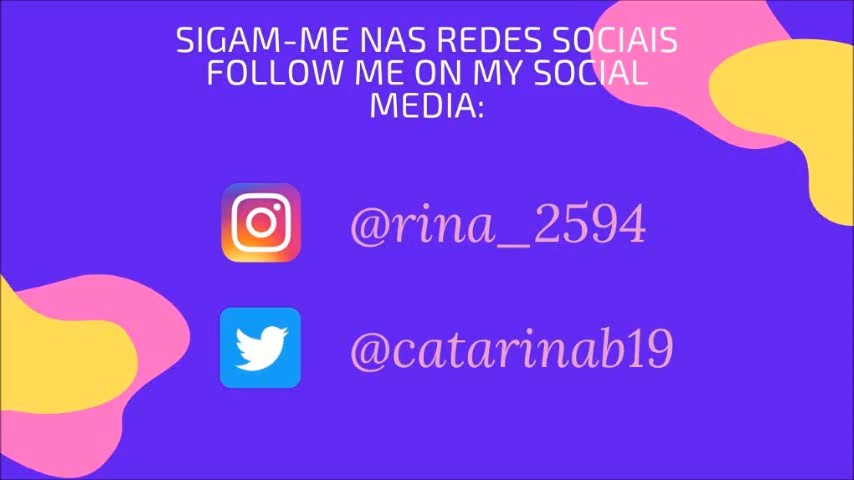 SIGAM-ME NAS REDES SOCIAIS
FOLLOW ME ON MY SOCIAL
MEDIA:
@rina_2594
@catarinab19